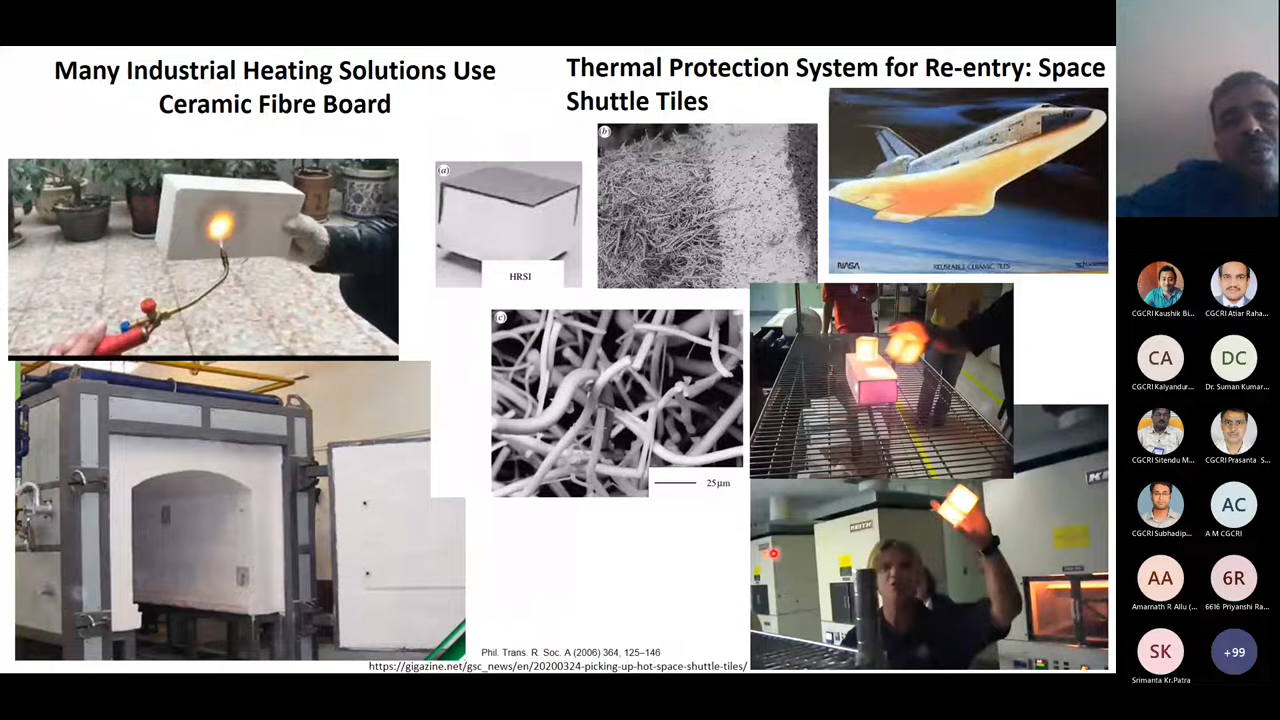 Many Industrial Heating Solutions Use
Ceramic Fibre Board
Thermal Protection System for Re-entry: Space
Shuttle Tiles
(a)
HRSI
(b)
(c)
25μm
NASA
REUSEABLE CERAMIC TILES
KEITH
Phil. Trans. R. Soc. A (2006) 364, 125–146
https://gigazine.net/gsc_news/en/20200324-picking-up-hot-space-shuttle-tiles/
CGCRI Kaushik Bi...
CGCRI Atiar Raha...
CA
DC
CGCRI Kalyandur...
Dr. Suman Kumar...
CGCRI Sitendu M...
CGCRI Prasanta S...
AC
CGCRI Subhadip...
A M CGCRI
AA
6R
Amarnath R Allu (...
6616 Priyanshi Ra...
SK
+99
Srimanta Kr.Patra